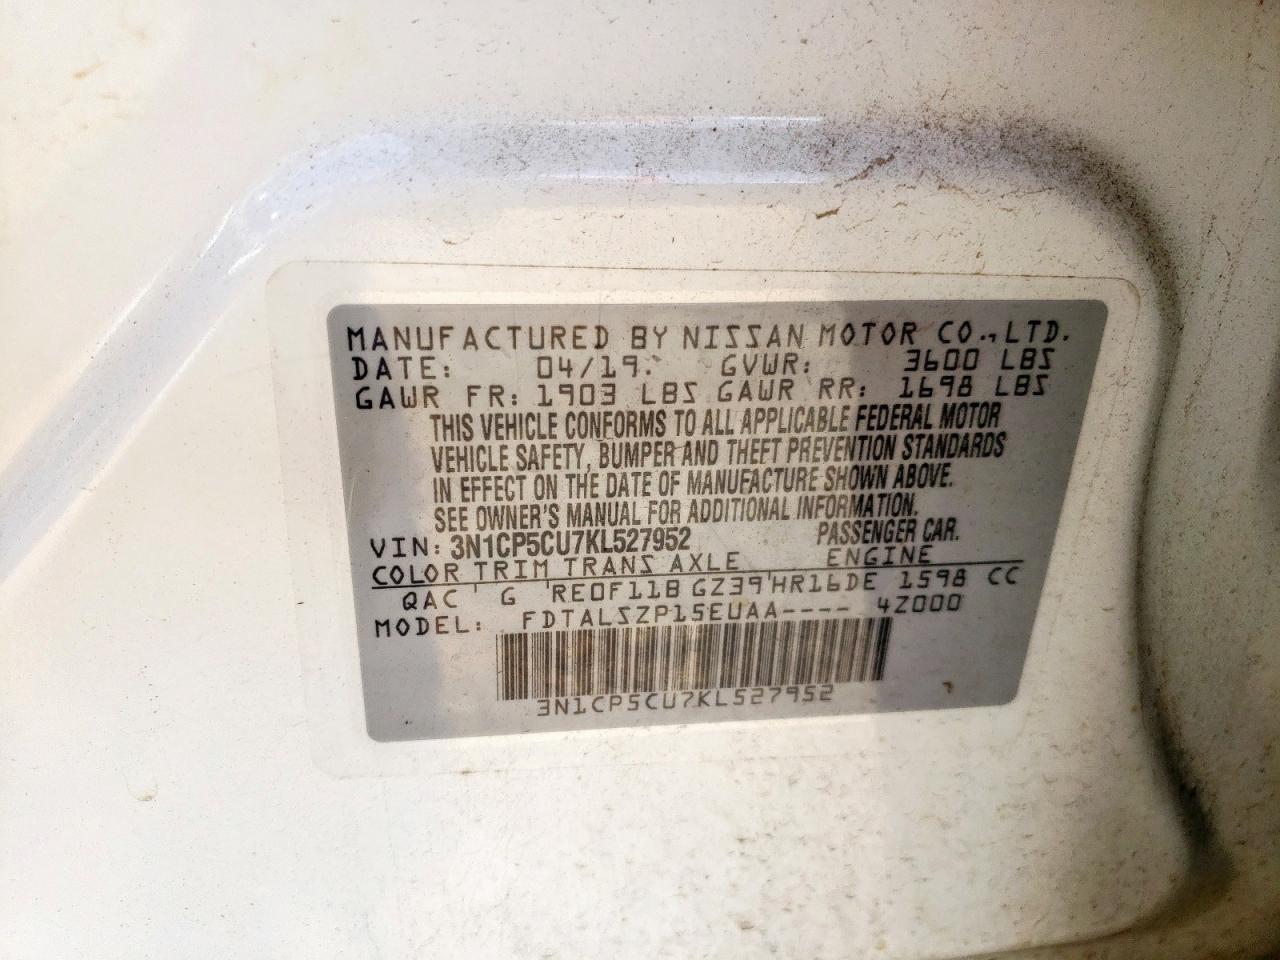 MANUFACTURED BY NISSAN MOTOR CO., LTD.
DATE: 04/19 GVWR: 3600 LBS
GAWR FR: 1903 LBS GAWR RR: 1698 LBS
THIS VEHICLE CONFORMS TO ALL APPLICABLE FEDERAL MOTOR
VEHICLE SAFETY, BUMPER AND THEFT PREVENTION STANDARDS
IN EFFECT ON THE DATE OF MANUFACTURE SHOWN ABOVE.
SEE OWNER'S MANUAL FOR ADDITIONAL INFORMATION.
VIN: 3N1CP5CU7KL527952 PASSENGER CAR.
COLOR TRIM TRANS AXLE ENGINE
QAC G RE0F11B GZ39 HR16DE 1598 CC
MODEL: FDTALSZP15EUAA---- 4Z000
3N1CP5CU7KL527952